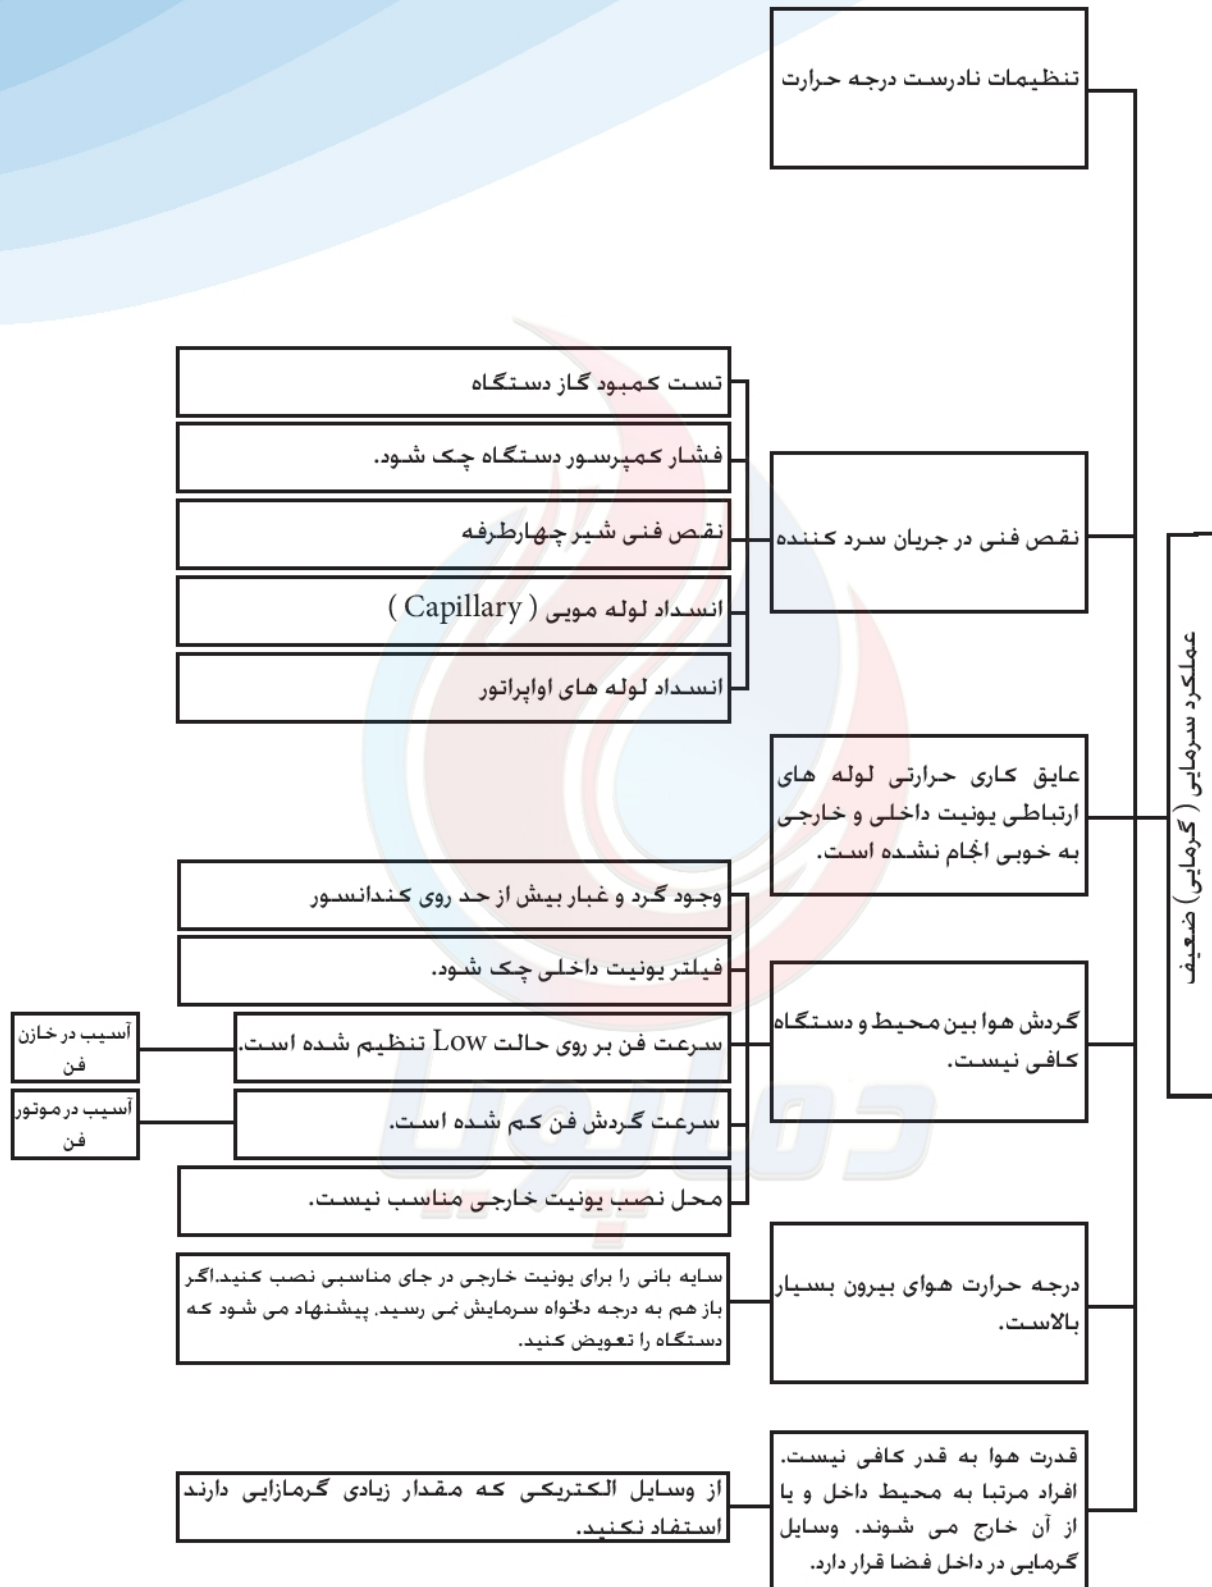 عملکرد سرمایی ( گرمایی) ضعیف
تنظیمات نادرست درجه حرارت
نقص فنی در جریان سرد کننده
تست کمبود گاز دستگاه
فشار کمپرسور دستگاه چک شود.
نقص فنی شیر چهارطرفه
انسداد لوله مویی ( Capillary )
انسداد لوله های اواپراتور
عایق کاری حرارتی لوله های
ارتباطی یونیت داخلی و خارجی
به خوبی انجام نشده است.
گردش هوا بین محیط و دستگاه
کافی نیست.
وجود گرد و غبار بیش از حد روی کندانسور
فیلتر یونیت داخلی چک شود.
سرعت فن بر روی حالت Low تنظیم شده است.
آسیب در خازن
فن
سرعت گردش فن کم شده است.
آسیب در موتور
فن
محل نصب یونیت خارجی مناسب نیست.
درجه حرارت هوای بیرون بسیار
بالاست.
سایه بانی را برای یونیت خارجی در جای مناسبی نصب کنید.اگر
باز هم به درجه دلخواه سرمایش نمی رسید، پیشنهاد می شود که
دستگاه را تعویض کنید.
قدرت هوا به قدر کافی نیست.
افراد مرتبا به محیط داخل و یا
از آن خارج می شوند. وسایل
گرمایی در داخل فضا قرار دارد.
از وسایل الکتریکی که مقدار زیادی گرمازایی دارند
استفاد نکنید.
دماپویا